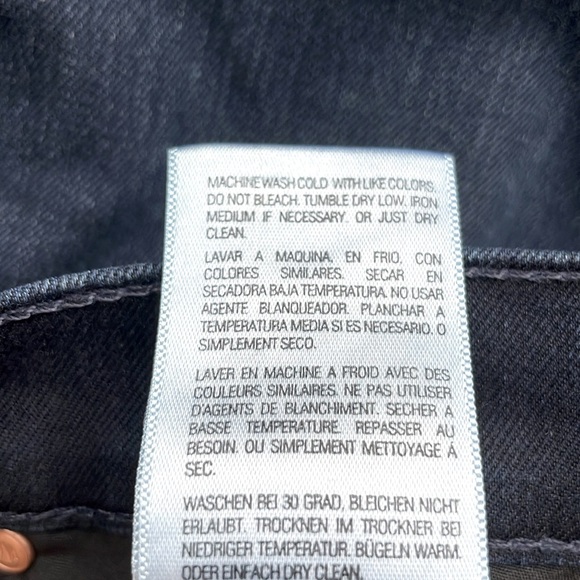 MACHINE WASH COLD WITH LIKE COLORS.
DO NOT BLEACH. TUMBLE DRY LOW. IRON
MEDIUM IF NECESSARY. OR JUST DRY
CLEAN.
LAVAR A MAQUINA. EN FRIO. CON
COLORES SIMILARES. SECAR EN
SECADORA BAJA TEMPERATURA. NO USAR
AGENTE BLANQUEADOR. PLANCHAR A
TEMPERATURA MEDIA SI ES NECESARIO. O
SIMPLEMENT SECO.
LAVER EN MACHINE A FROID AVEC DES
COULEURS SIMILAIRES. NE PAS UTILISER
D'AGENTS DE BLANCHIMENT. SECHER A
BASSE TEMPERATURE. REPASSER AU
BESOIN. OU SIMPLEMENT METTOYAGE Á
SEC.
WASCHEN BEI 30 GRAD, BLEICHEN NICHT
ERLAUBT. TROCKNEN IM TROCKNER BEI
NIEDRIGER TEMPERATUR. BÜGELN WARM.
ODER EINFACH DRY CLEAN.